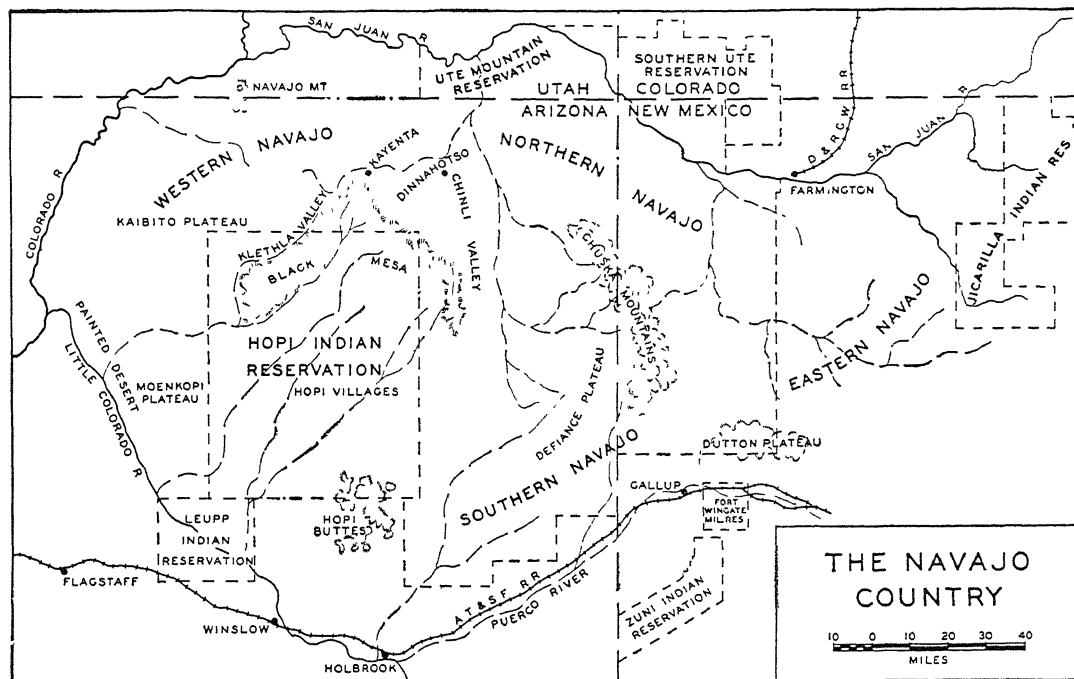 SAN JUAN R
UTE MOUNTAIN
RESERVATION
SOUTHERN UTE
RESERVATION
COLORADO
NAVAJO MT
UTAH
ARIZONA
NEW MEXICO
D & R G W RR
SAN JUAN R
WESTERN NAVAJO
KAYENTA
DINNAHOTSO
NORTHERN
NAVAJO
FARMINGTON
JICARILLA INDIAN RES
COLORADO R
KAIBITO PLATEAU
KLETHLA VALLEY
BLACK
MESA
CHINLI
VALLEY
CHUSKA MOUNTAINS
EASTERN NAVAJO
PAINTED DESERT
LITTLE COLORADO R
MOENKOPI
PLATEAU
HOPI INDIAN
RESERVATION
HOPI VILLAGES
DEFIANCE PLATEAU
SOUTHERN NAVAJO
DUTTON PLATEAU
GALLUP
FORT
WINGATE
MIL.RES
LEUPP
INDIAN
RESERVATION
HOPI
BUTTES
FLAGSTAFF
WINSLOW
HOLBROOK
A T & S F RR
PUERCO RIVER
ZUNI INDIAN
RESERVATION
THE NAVAJO
COUNTRY
10 0 10 20 30 40
MILES